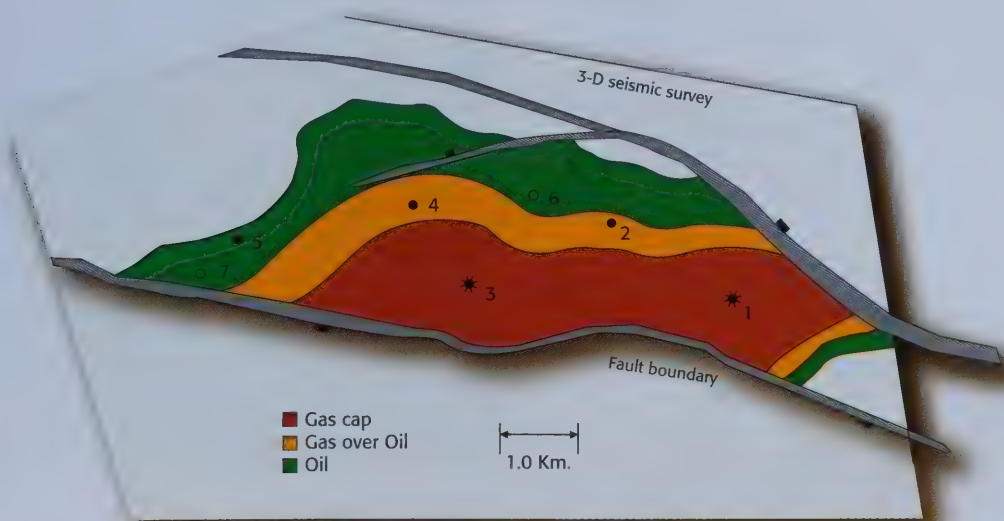 3-D seismic survey
4
6
2
5
7
3
1
Fault boundary
Gas cap
Gas over Oil
Oil
1.0 Km.